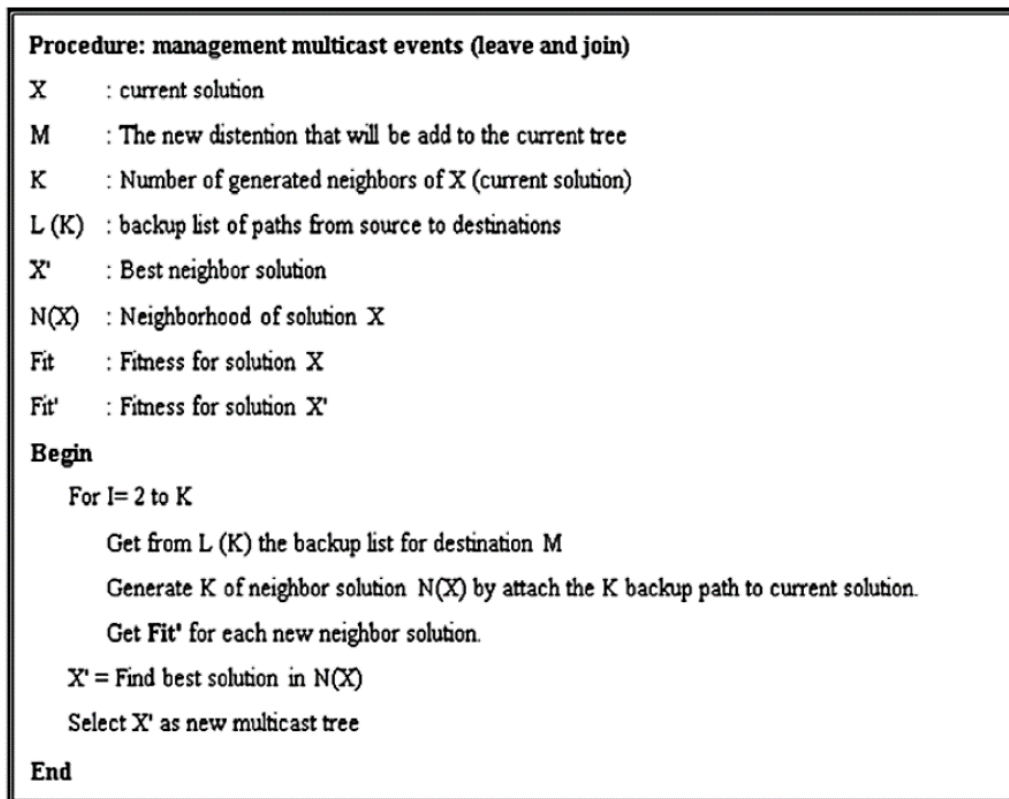 Procedure: management multicast events (leave and join)
X : current solution
M : The new distention that will be add to the current tree
K : Number of generated neighbors of X (current solution)
L (K) : backup list of paths from source to destinations
X' : Best neighbor solution
N(X) : Neighborhood of solution X
Fit : Fitness for solution X
Fit' : Fitness for solution X'
Begin
For I= 2 to K
Get from L (K) the backup list for destination M
Generate K of neighbor solution N(X) by attach the K backup path to current solution.
Get Fit' for each new neighbor solution.
X' = Find best solution in N(X)
Select X' as new multicast tree
End